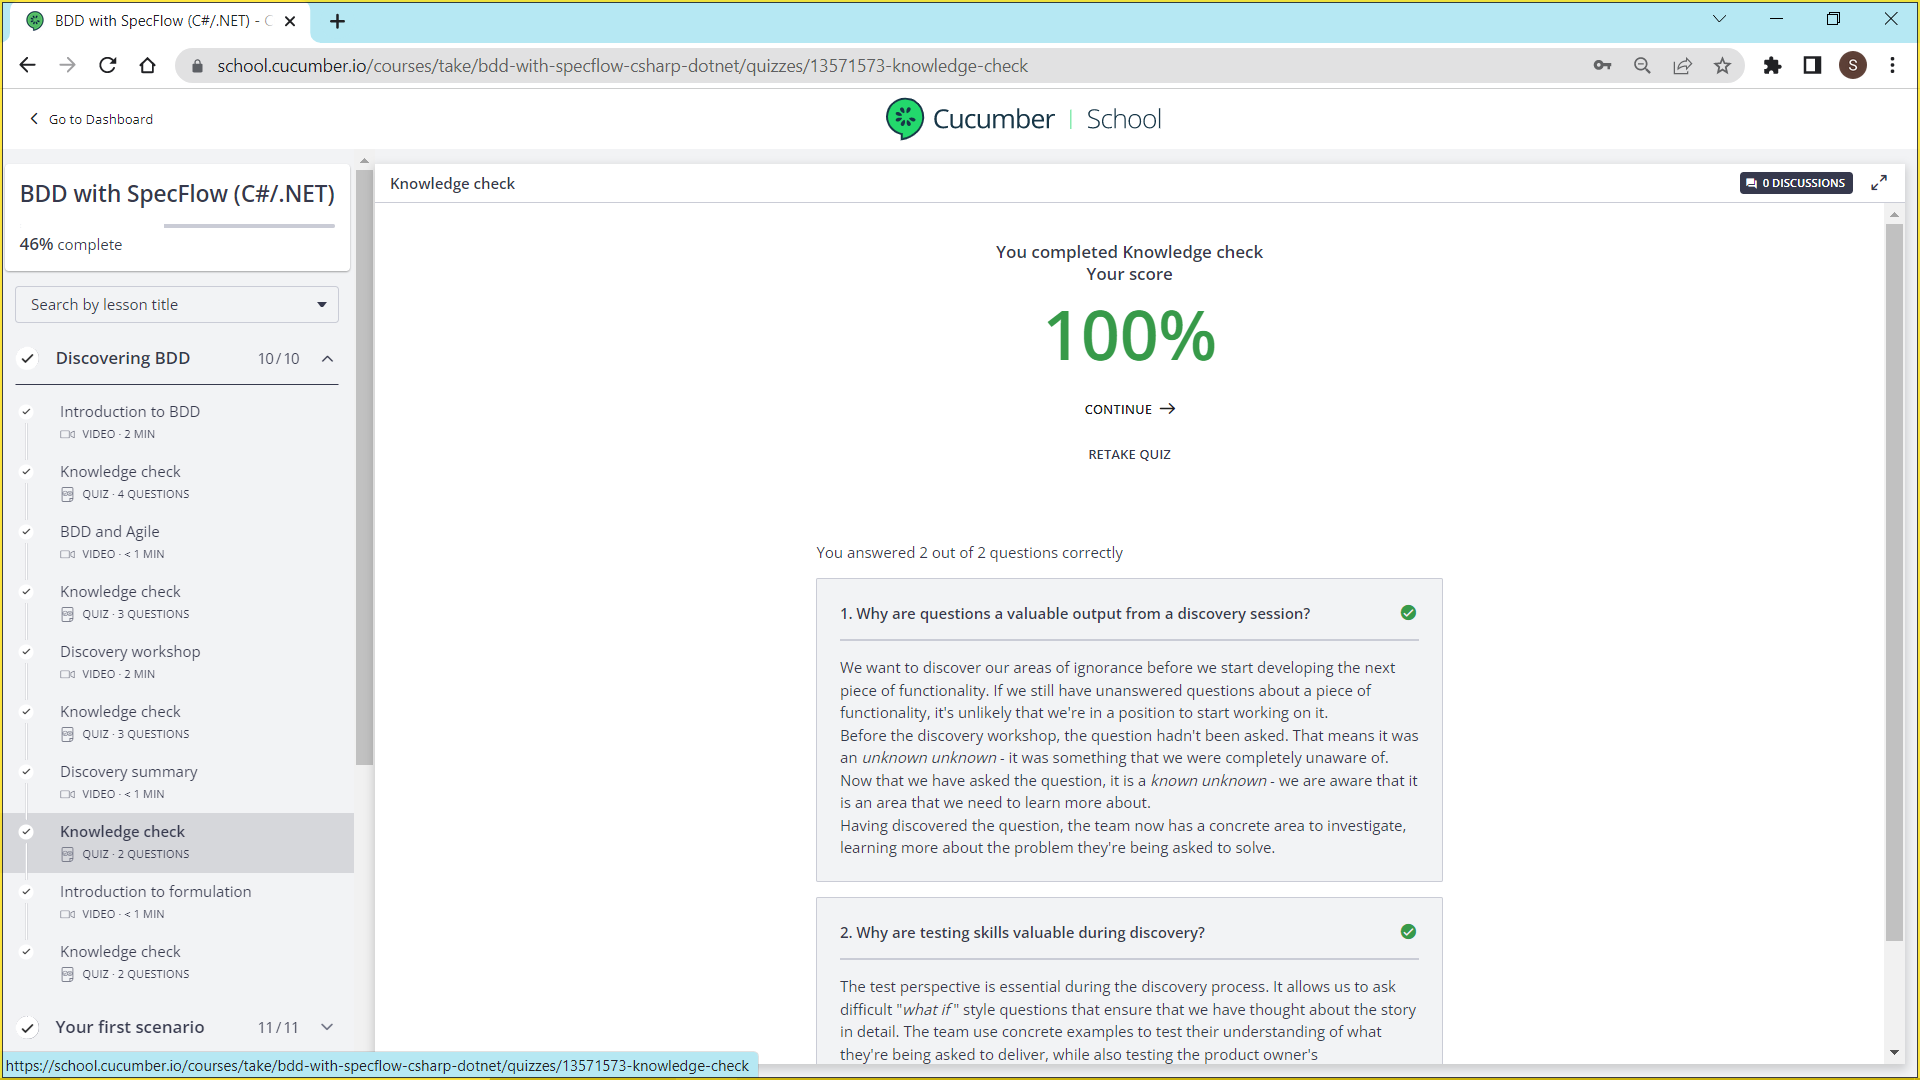 BDD with SpecFlow (C#/.NET) - C
school.cucumber.io/courses/take/bdd-with-specflow-csharp-dotnet/quizzes/13571573-knowledge-check
S
Go to Dashboard
Cucumber | School
BDD with SpecFlow (C#/.NET)
46% complete
Search by lesson title
Discovering BDD 10 / 10
Introduction to BDD
VIDEO · 2 MIN
Knowledge check
QUIZ · 4 QUESTIONS
BDD and Agile
VIDEO · < 1 MIN
Knowledge check
QUIZ · 3 QUESTIONS
Discovery workshop
VIDEO · 2 MIN
Knowledge check
QUIZ · 3 QUESTIONS
Discovery summary
VIDEO · < 1 MIN
Knowledge check
QUIZ · 2 QUESTIONS
Introduction to formulation
VIDEO · < 1 MIN
Knowledge check
QUIZ · 2 QUESTIONS
Your first scenario 11 / 11
https://school.cucumber.io/courses/take/bdd-with-specflow-csharp-dotnet/quizzes/13571573-knowledge-check
Knowledge check
0 DISCUSSIONS
You completed Knowledge check
Your score
100%
CONTINUE
RETAKE QUIZ
You answered 2 out of 2 questions correctly
1. Why are questions a valuable output from a discovery session?
We want to discover our areas of ignorance before we start developing the next
piece of functionality. If we still have unanswered questions about a piece of
functionality, it's unlikely that we're in a position to start working on it.
Before the discovery workshop, the question hadn't been asked. That means it was
an unknown unknown - it was something that we were completely unaware of.
Now that we have asked the question, it is a known unknown - we are aware that it
is an area that we need to learn more about.
Having discovered the question, the team now has a concrete area to investigate,
learning more about the problem they're being asked to solve.
2. Why are testing skills valuable during discovery?
The test perspective is essential during the discovery process. It allows us to ask
difficult "what if" style questions that ensure that we have thought about the story
in detail. The team use concrete examples to test their understanding of what
they're being asked to deliver, while also testing the product owner's